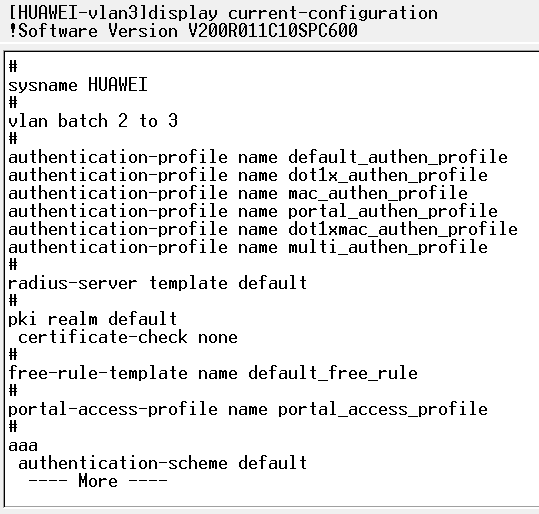 [HUAWEI-vlan3]display current-configuration
!Software Version V200R011C10SPC600
#
sysname HUAWEI
#
vlan batch 2 to 3
#
authentication-profile name default_authen_profile
authentication-profile name dot1x_authen_profile
authentication-profile name mac_authen_profile
authentication-profile name portal_authen_profile
authentication-profile name dot1xmac_authen_profile
authentication-profile name multi_authen_profile
#
radius-server template default
#
pki realm default
 certificate-check none
#
free-rule-template name default_free_rule
#
portal-access-profile name portal_access_profile
#
aaa
 authentication-scheme default
  ---- More ----